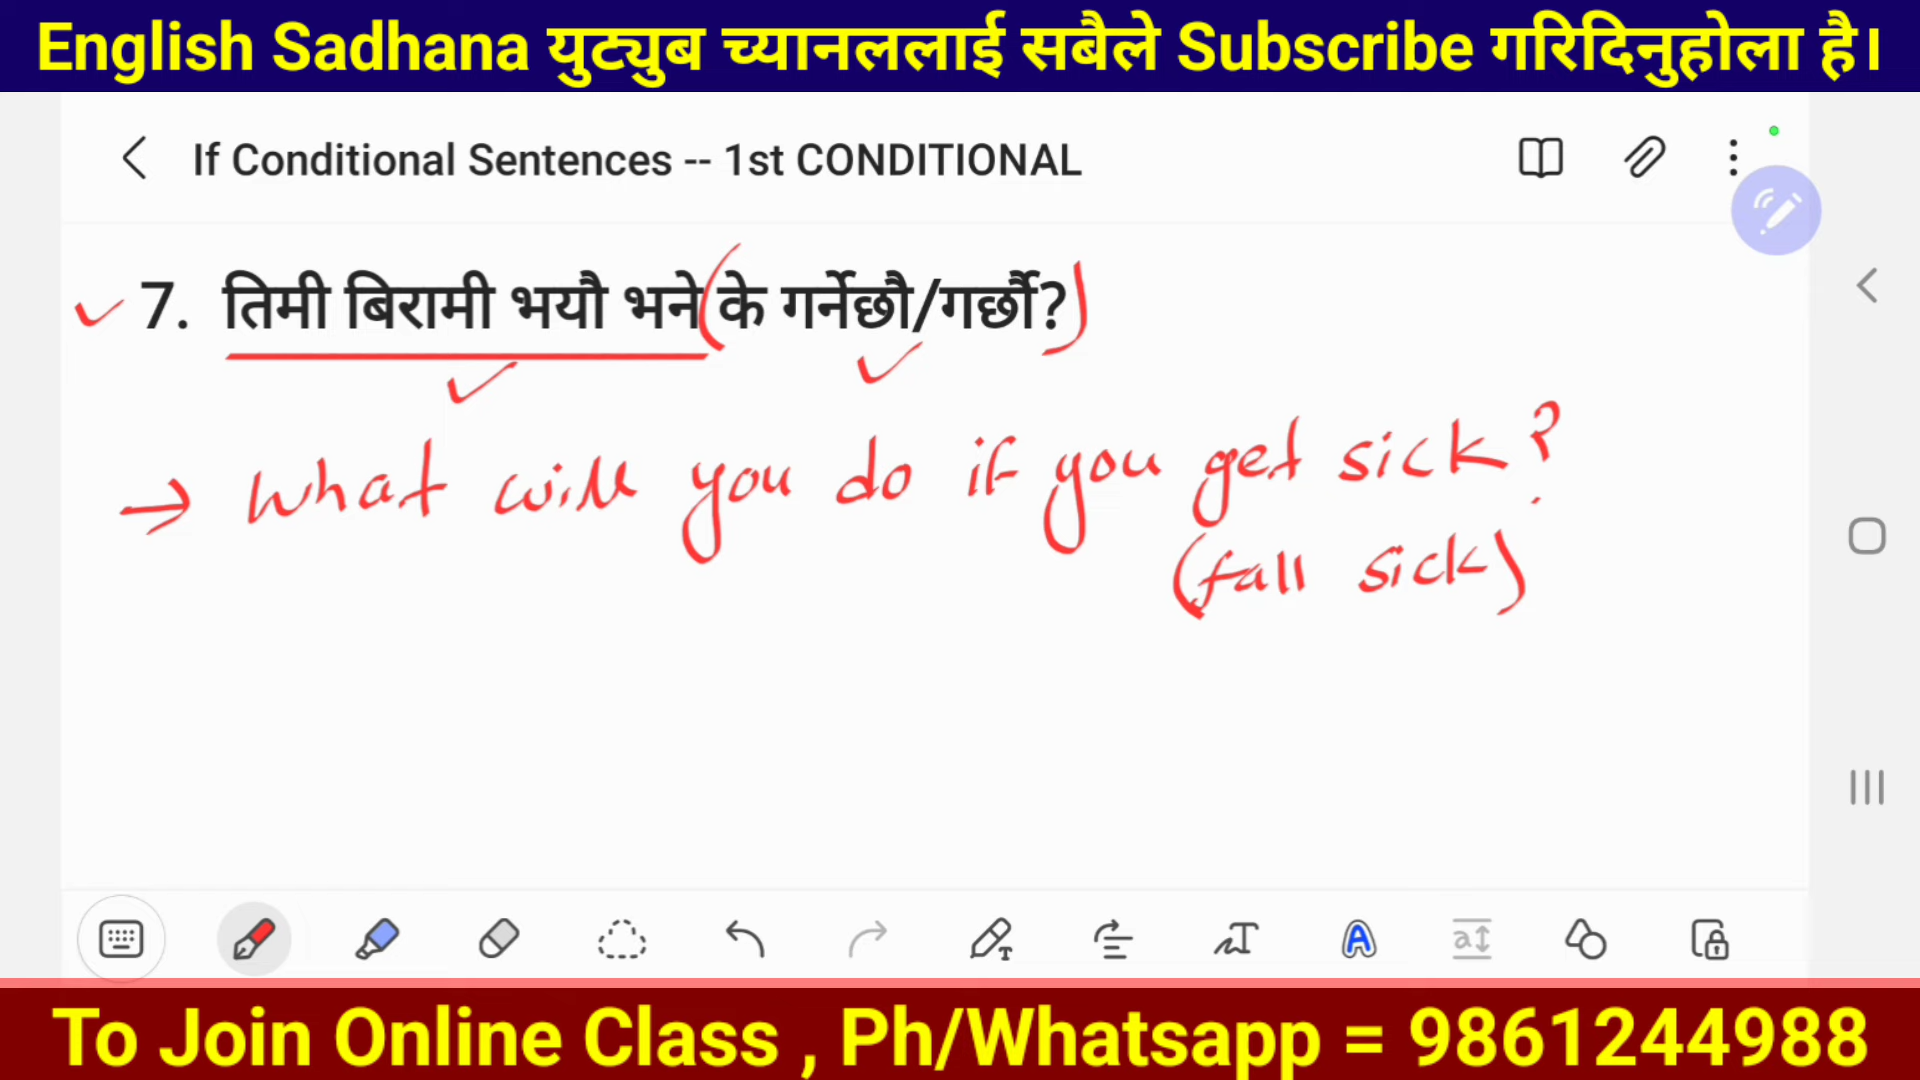 English Sadhana युट्युब च्यानललाई सबैले Subscribe गरिदिनुहोला है।
If Conditional Sentences -- 1st CONDITIONAL
7. तिमी बिरामी भयौ भने (के गर्नेछौ/गर्छौ?)
→ What will you do if you get sick?
(fall sick)
To Join Online Class , Ph/Whatsapp = 9861244988